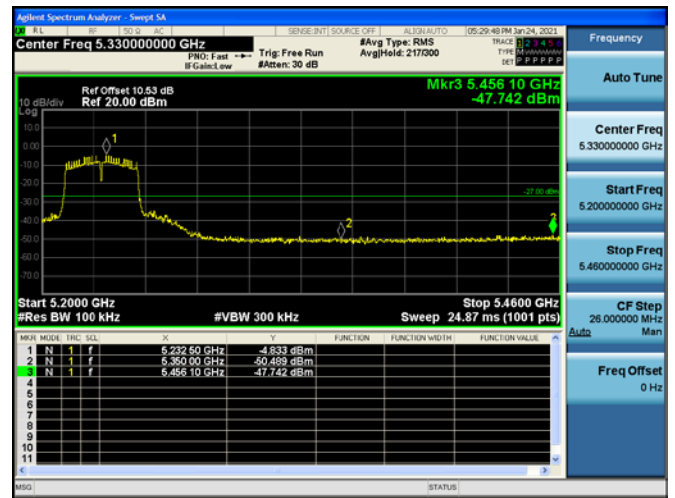 Agilent Spectrum Analyzer - Swept SA
RL RF 50 Ω AC SENSE:INT SOURCE OFF ALIGN AUTO 05:29:48 PM Jan 24, 2021
Center Freq 5.330000000 GHz #Avg Type: RMS TRACE 1 2 3 4 5 6
PNO: Fast Trig: Free Run Avg|Hold: 217/300 TYPE
IFGain:Low #Atten: 30 dB DET P P P P P P
Mkr3 5.456 10 GHz
-47.742 dBm
Ref Offset 10.53 dB
10 dB/div Ref 20.00 dBm
Log
10.0
0.00
-10.0
-20.0
-27.00 dBm
-30.0
-40.0
-50.0
-60.0
-70.0
1
2
Start 5.2000 GHz Stop 5.4600 GHz
#Res BW 100 kHz #VBW 300 kHz Sweep 24.87 ms (1001 pts)
MKR MODE TRC SCL X Y FUNCTION FUNCTION WIDTH FUNCTION VALUE
1 N 1 f 5.232 50 GHz -4.833 dBm
2 N 1 f 5.350 00 GHz -50.489 dBm
3 N 1 f 5.456 10 GHz -47.742 dBm
4
5
6
7
8
9
10
11
MSG STATUS
Frequency
Auto Tune
Center Freq
5.330000000 GHz
Start Freq
5.200000000 GHz
Stop Freq
5.460000000 GHz
CF Step
26.000000 MHz
Auto Man
Freq Offset
0 Hz